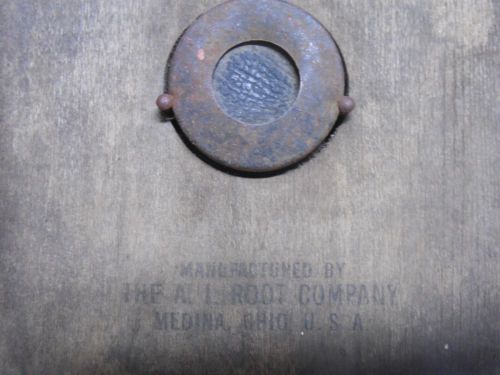 MANUFACTURED BY
THE A. I. ROOT COMPANY
MEDINA, OHIO, U. S. A.